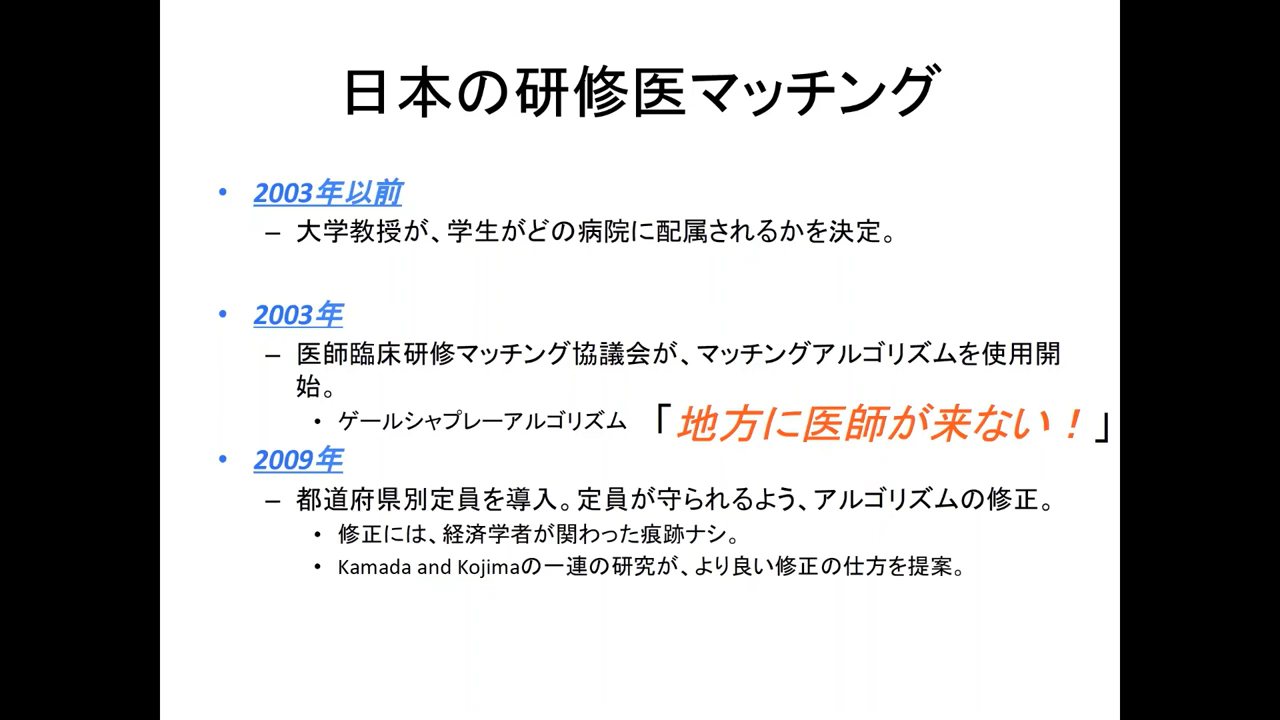 日本の研修医マッチング
• 2003年以前
– 大学教授が、学生がどの病院に配属されるかを決定。
• 2003年
– 医師臨床研修マッチング協議会が、マッチングアルゴリズムを使用開
始。
• ゲールシャプレーアルゴリズム 「地方に医師が来ない！」
• 2009年
– 都道府県別定員を導入。定員が守られるよう、アルゴリズムの修正。
• 修正には、経済学者が関わった痕跡ナシ。
• Kamada and Kojimaの一連の研究が、より良い修正の仕方を提案。